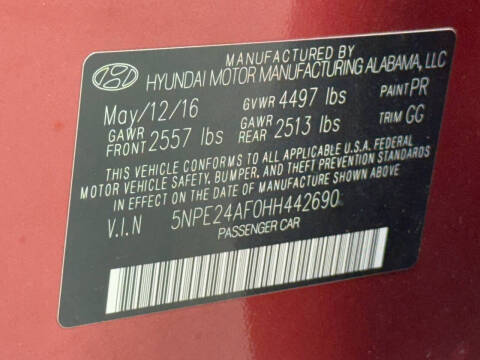 MANUFACTURED BY
HYUNDAI MOTOR MANUFACTURING ALABAMA, LLC
May/12/16 GVWR 4497 lbs PAINT PR
GAWR FRONT 2557 lbs GAWR REAR 2513 lbs TRIM GG
THIS VEHICLE CONFORMS TO ALL APPLICABLE U.S.A. FEDERAL
MOTOR VEHICLE SAFETY, BUMPER, AND THEFT PREVENTION STANDARDS
IN EFFECT ON THE DATE OF MANUFACTURE SHOWN ABOVE.
V.I.N 5NPE24AF0HH442690
PASSENGER CAR